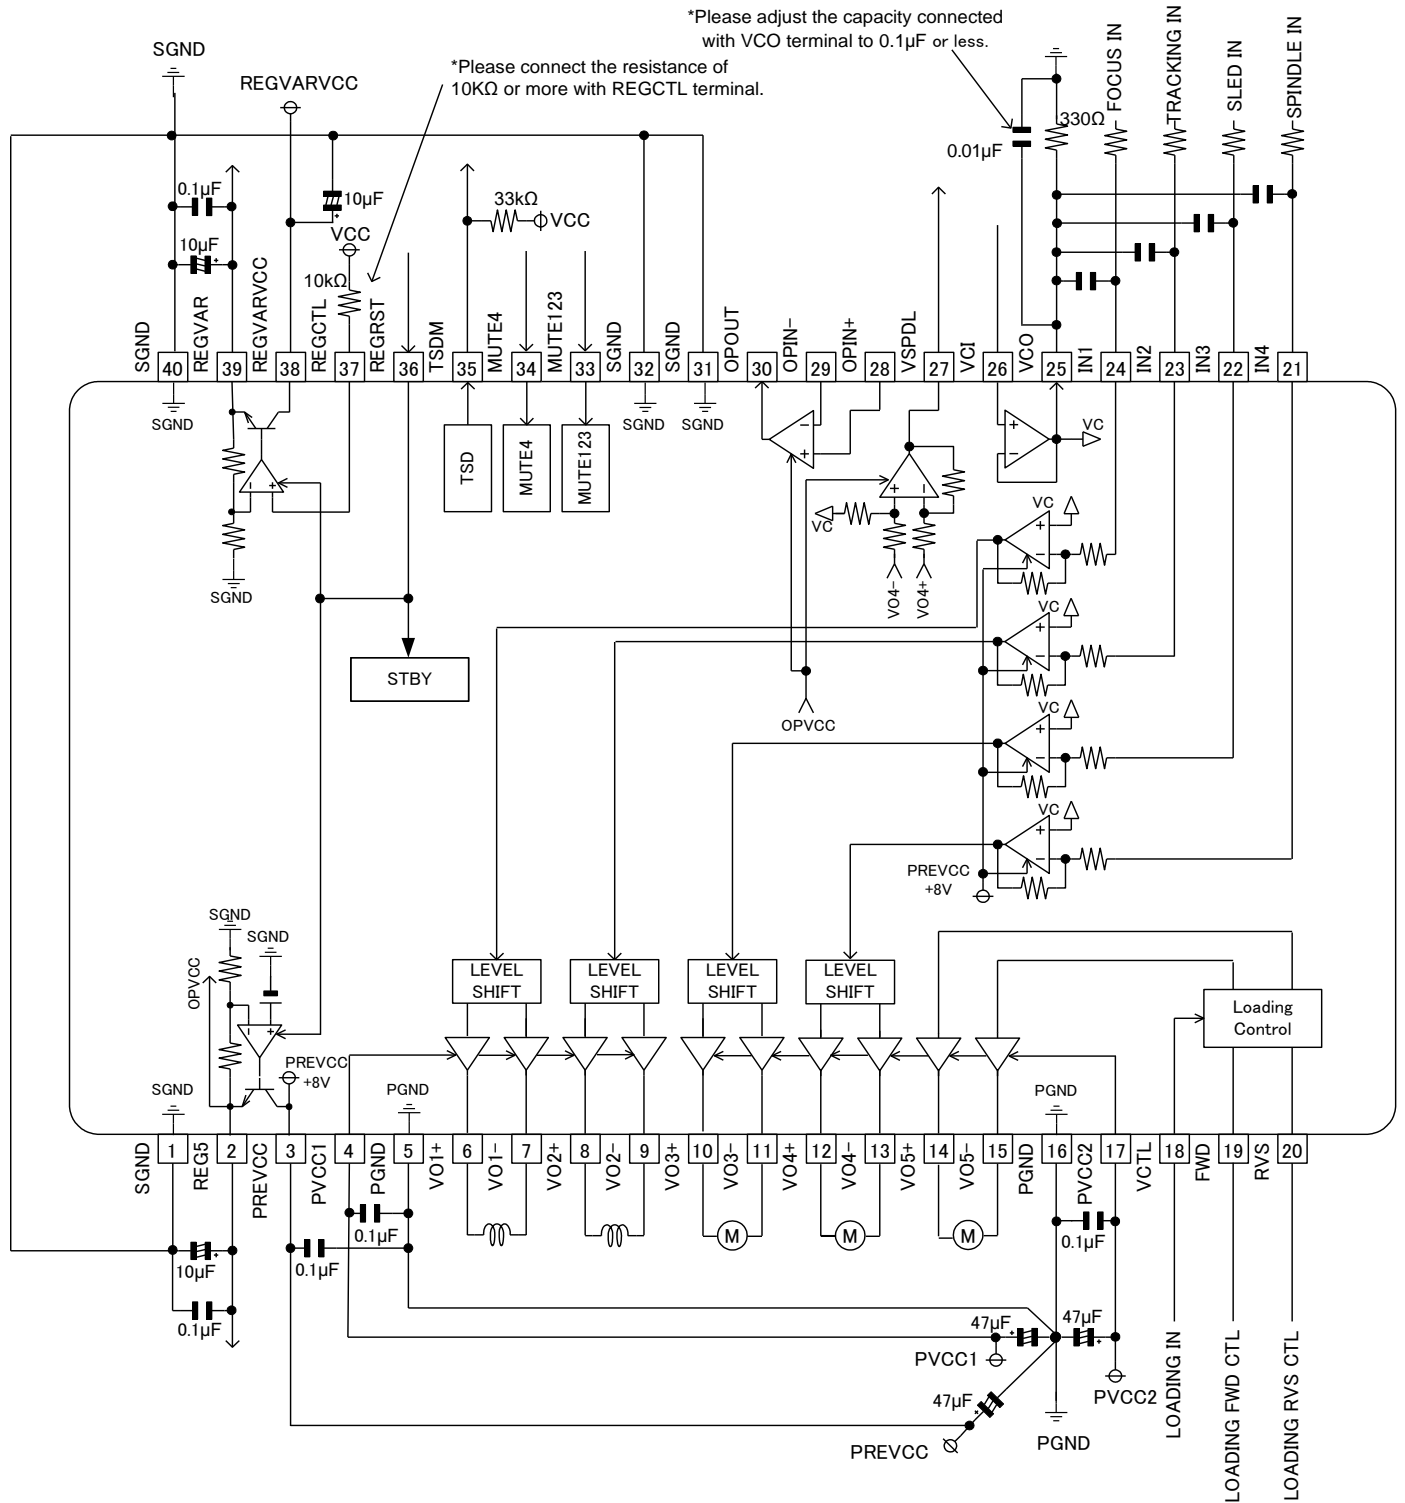 *Please adjust the capacity connected
with VCO terminal to 0.1µF or less.
*Please connect the resistance of
10KΩ or more with REGCTL terminal.
SGND
REGVARVCC
FOCUS IN
TRACKING IN
SLED IN
SPINDLE IN
330Ω
0.01µF
0.1µF
10µF
10µF
VCC
10kΩ
33kΩ
VCC
SGND
REGVAR
REGVARVCC
REGCTL
REGRST
TSDM
MUTE4
MUTE123
SGND
SGND
OPOUT
OPIN-
OPIN+
VSPDL
VCI
VCO
IN1
IN2
IN3
IN4
40
39
38
37
36
35
34
33
32
31
30
29
28
27
26
25
24
23
22
21
SGND
SGND
SGND
TSD
MUTE4
MUTE123
+
−
−
+
+
−
+
−
VC
VC
VO4-
VO4+
SGND
STBY
OPVCC
VC
+
−
VC
+
−
VC
+
−
VC
+
−
PREVCC
+8V
SGND
SGND
OPVCC
−
+
PREVCC
+8V
SGND
PGND
LEVEL
SHIFT
LEVEL
SHIFT
LEVEL
SHIFT
LEVEL
SHIFT
Loading
Control
PGND
1
2
3
4
5
6
7
8
9
10
11
12
13
14
15
16
17
18
19
20
SGND
REG5
PREVCC
PVCC1
PGND
VO1+
VO1-
VO2+
VO2-
VO3+
VO3-
VO4+
VO4-
VO5+
VO5-
PGND
PVCC2
VCTL
FWD
RVS
0.1µF
M
M
M
0.1µF
10µF
0.1µF
0.1µF
47µF
47µF
PVCC1
PVCC2
47µF
PREVCC
PGND
LOADING IN
LOADING FWD CTL
LOADING RVS CTL